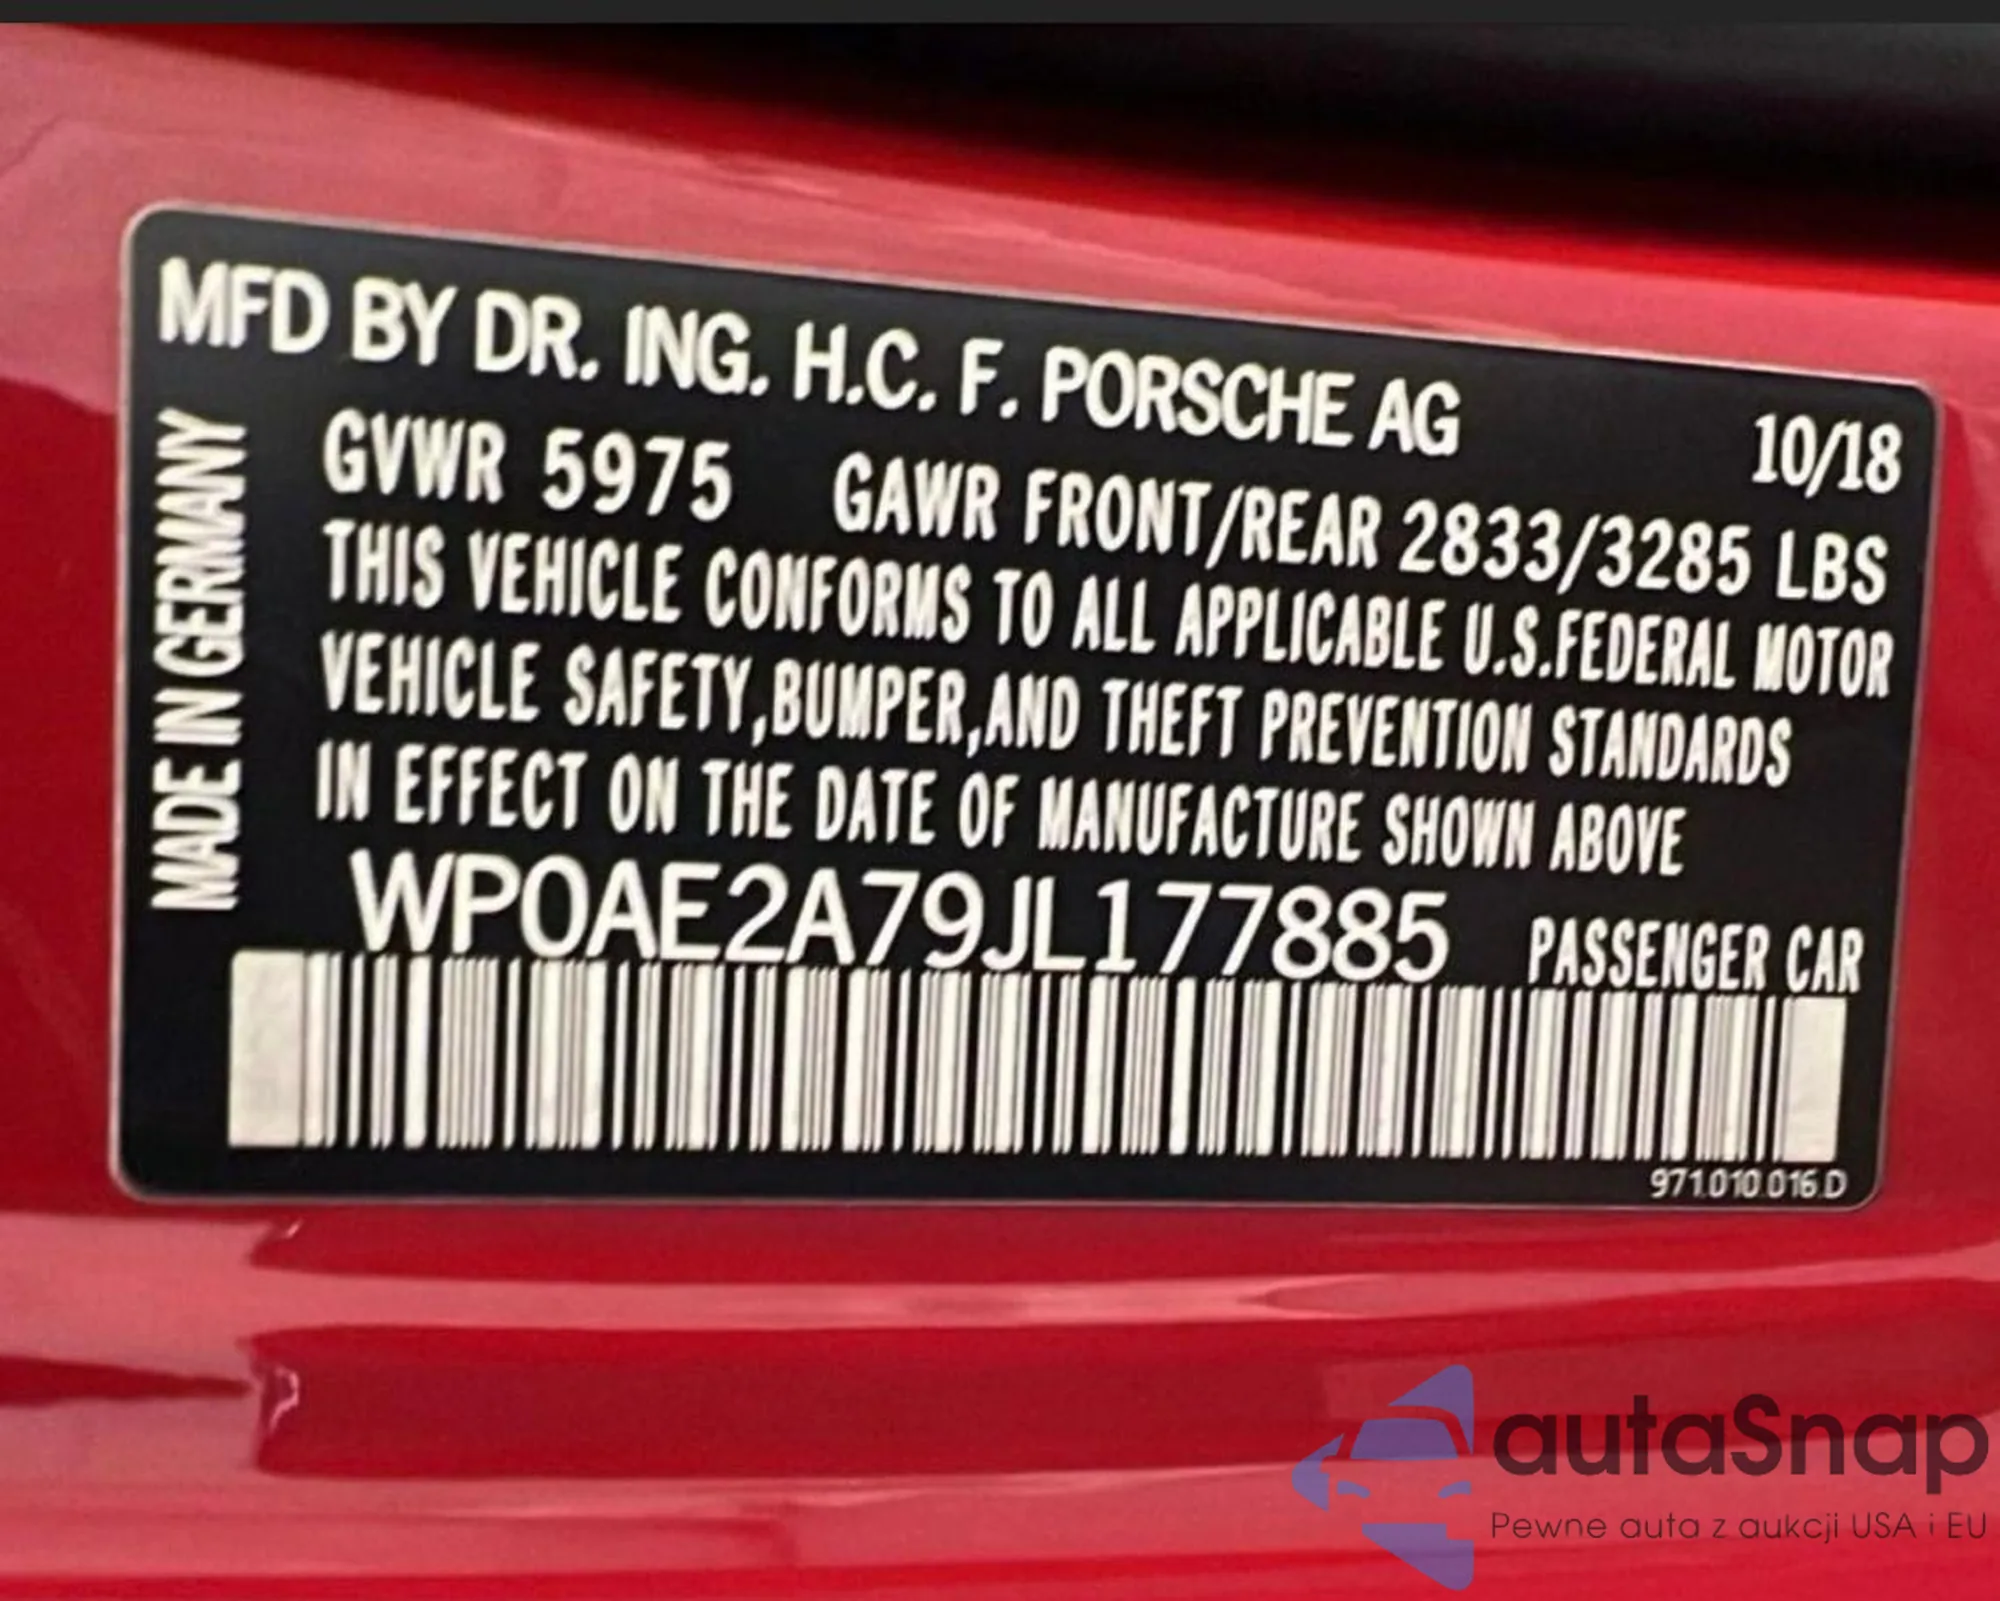 MFD BY DR. ING. H.C. F. PORSCHE AG
10/18
MADE IN GERMANY
GVWR 5975 GAWR FRONT/REAR 2833/3285 LBS
THIS VEHICLE CONFORMS TO ALL APPLICABLE U.S.FEDERAL MOTOR
VEHICLE SAFETY,BUMPER,AND THEFT PREVENTION STANDARDS
IN EFFECT ON THE DATE OF MANUFACTURE SHOWN ABOVE
WP0AE2A79JL177885 PASSENGER CAR
971.010.016.D
autaSnap
Pewne auta z aukcji USA i EU